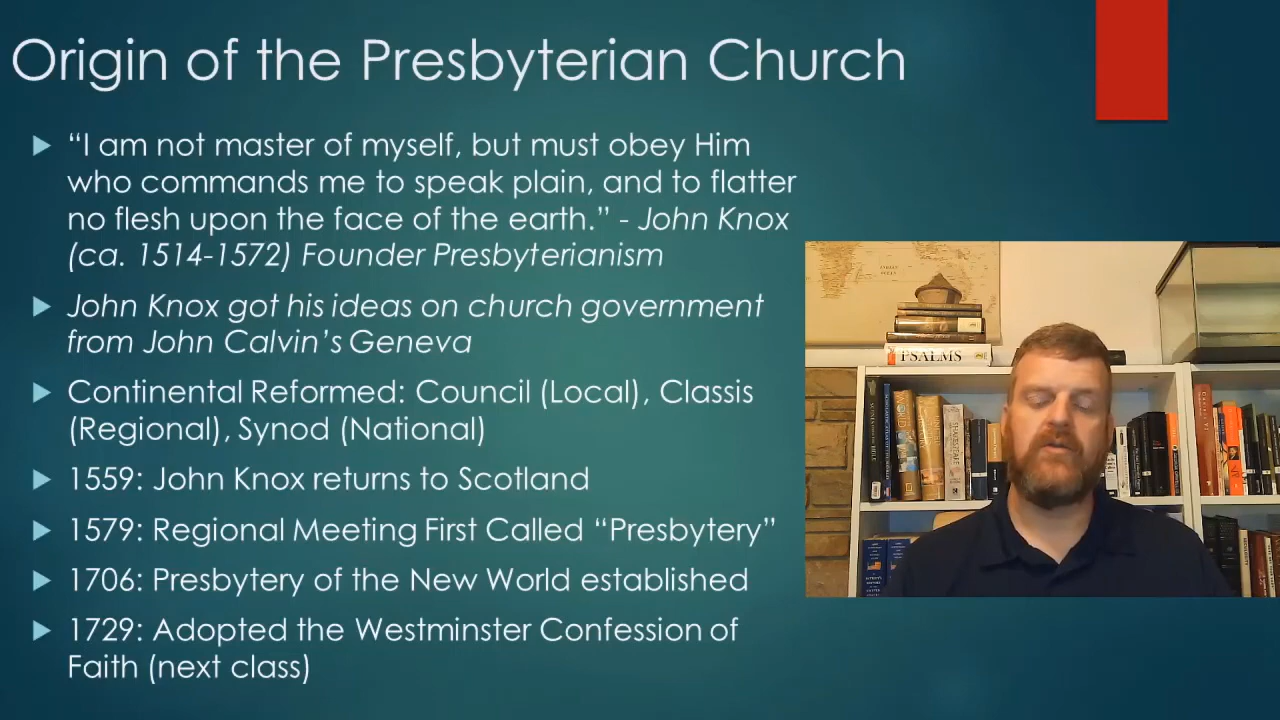 Origin of the Presbyterian Church
“I am not master of myself, but must obey Him
who commands me to speak plain, and to flatter
no flesh upon the face of the earth.” - John Knox
(ca. 1514-1572) Founder Presbyterianism
John Knox got his ideas on church government
from John Calvin’s Geneva
Continental Reformed: Council (Local), Classis
(Regional), Synod (National)
1559: John Knox returns to Scotland
1579: Regional Meeting First Called “Presbytery”
1706: Presbytery of the New World established
1729: Adopted the Westminster Confession of
Faith (next class)
PSALMS